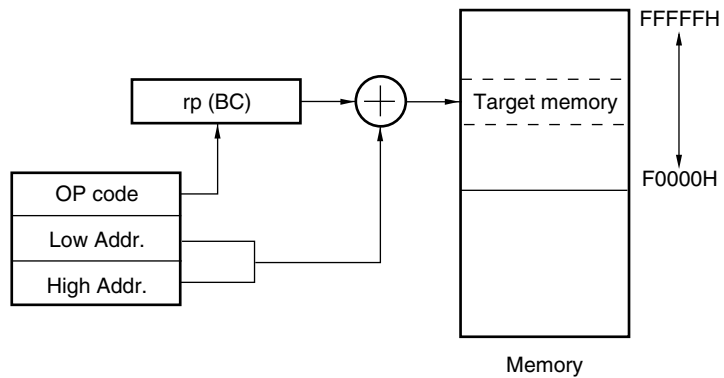 FFFFFH
rp (BC)
Target memory
F0000H
OP code
Low Addr.
High Addr.
Memory